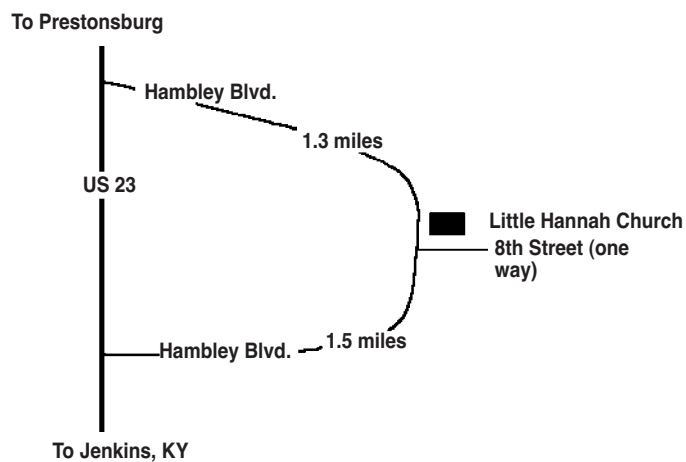 To Prestonsburg
Hambley Blvd.
1.3 miles
US 23
Little Hannah Church
8th Street (one
way)
1.5 miles
Hambley Blvd.
To Jenkins, KY